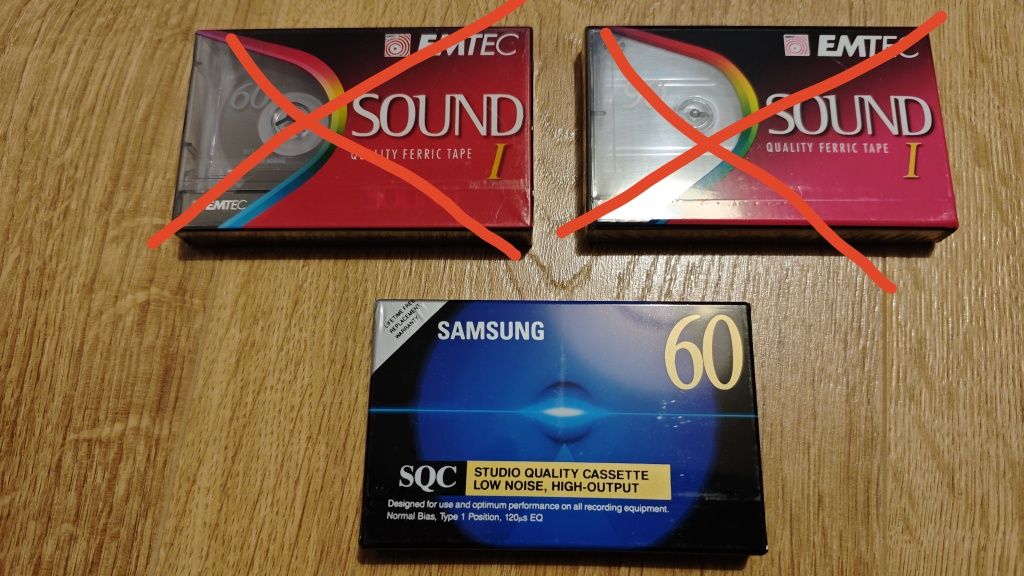 EMTEC
60
SOUND
QUALITY FERRIC TAPE
I
EMTEC
EMTEC
SOUND
QUALITY FERRIC TAPE
I
LIFETIME FREE
REPLACEMENT
WARRANTY!
SAMSUNG
60
SQC
STUDIO QUALITY CASSETTE
LOW NOISE, HIGH-OUTPUT
Designed for use and optimum performance on all recording equipment.
Normal Bias, Type 1 Position, 120µs EQ